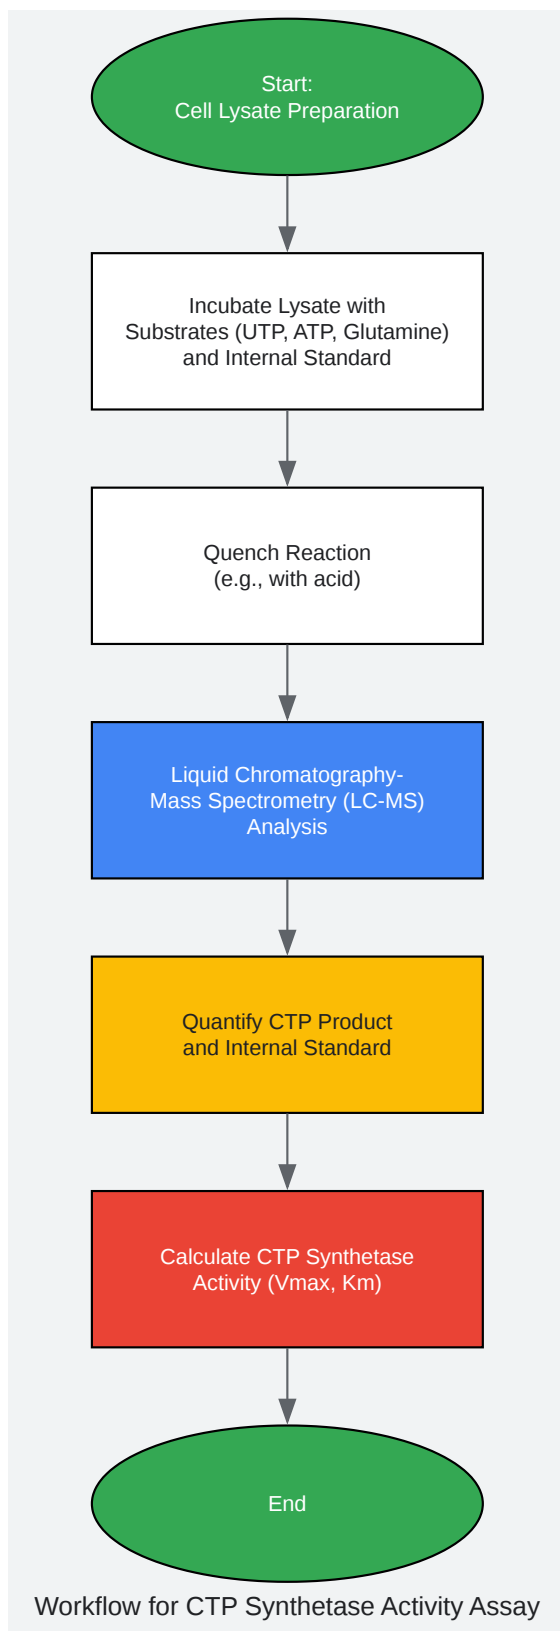 Start:
Cell Lysate Preparation
Incubate Lysate with
Substrates (UTP, ATP, Glutamine)
and Internal Standard
Quench Reaction
(e.g., with acid)
Liquid Chromatography-
Mass Spectrometry (LC-MS)
Analysis
Quantify CTP Product
and Internal Standard
Calculate CTP Synthetase
Activity (Vmax, Km)
End
Workflow for CTP Synthetase Activity Assay